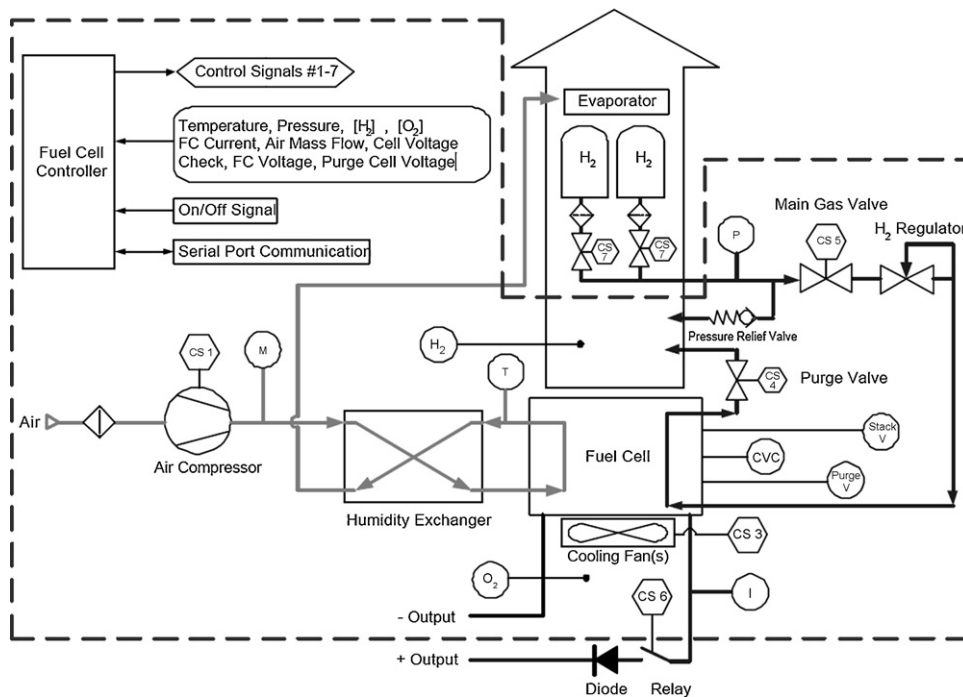 Fuel Cell
Controller
Control Signals #1-7
Temperature, Pressure, [H2] , [O2]
FC Current, Air Mass Flow, Cell Voltage
Check, FC Voltage, Purge Cell Voltage
On/Off Signal
Serial Port Communication
Evaporator
H2
H2
CS 7
CS 7
P
Main Gas Valve
CS 5
H2 Regulator
Pressure Relief Valve
H2
CS 4
Purge Valve
CS 1
M
T
Air
Air Compressor
Humidity Exchanger
Fuel Cell
Stack V
CVC
Purge V
Cooling Fan(s)
CS 3
O2
CS 6
I
- Output
+ Output
Diode
Relay